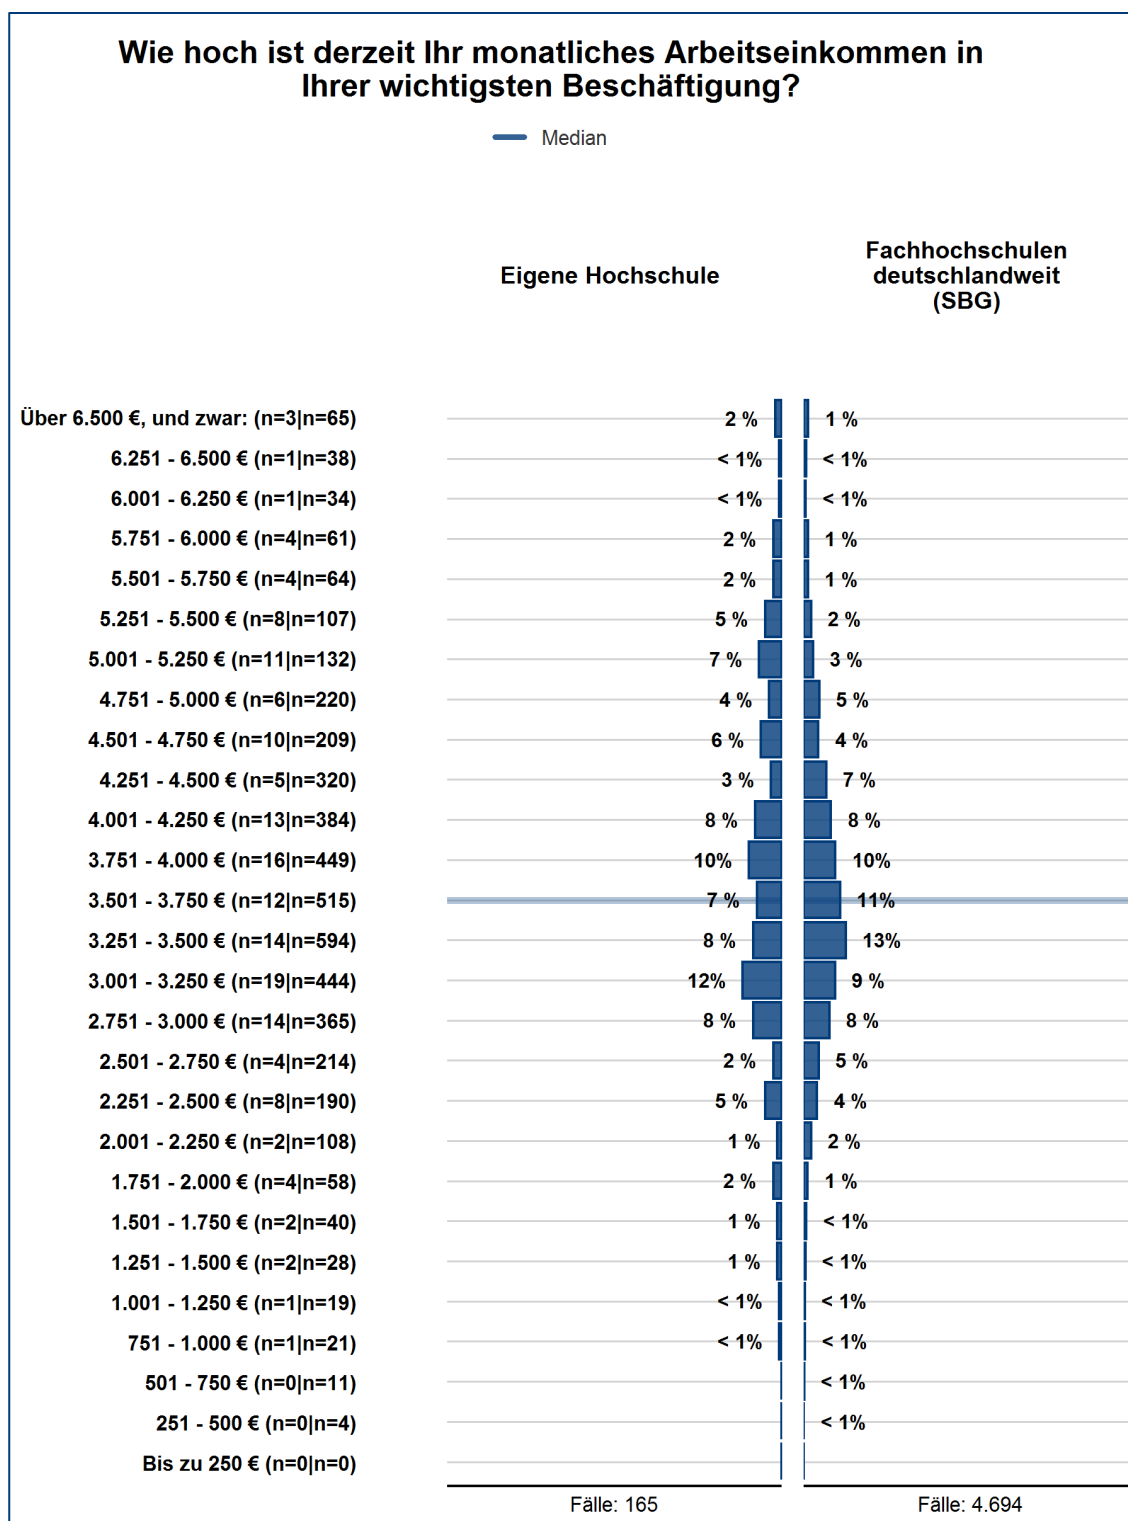 Wie hoch ist derzeit Ihr monatliches Arbeitseinkommen in
Ihrer wichtigsten Beschäftigung?
Median
Eigene Hochschule
Fachhochschulen
deutschlandweit
(SBG)
Über 6.500 €, und zwar: (n=3|n=65) 2 % 1 %
6.251 - 6.500 € (n=1|n=38) < 1% < 1%
6.001 - 6.250 € (n=1|n=34) < 1% < 1%
5.751 - 6.000 € (n=4|n=61) 2 % 1 %
5.501 - 5.750 € (n=4|n=64) 2 % 1 %
5.251 - 5.500 € (n=8|n=107) 5 % 2 %
5.001 - 5.250 € (n=11|n=132) 7 % 3 %
4.751 - 5.000 € (n=6|n=220) 4 % 5 %
4.501 - 4.750 € (n=10|n=209) 6 % 4 %
4.251 - 4.500 € (n=5|n=320) 3 % 7 %
4.001 - 4.250 € (n=13|n=384) 8 % 8 %
3.751 - 4.000 € (n=16|n=449) 10% 10%
3.501 - 3.750 € (n=12|n=515) 7 % 11%
3.251 - 3.500 € (n=14|n=594) 8 % 13%
3.001 - 3.250 € (n=19|n=444) 12% 9 %
2.751 - 3.000 € (n=14|n=365) 8 % 8 %
2.501 - 2.750 € (n=4|n=214) 2 % 5 %
2.251 - 2.500 € (n=8|n=190) 5 % 4 %
2.001 - 2.250 € (n=2|n=108) 1 % 2 %
1.751 - 2.000 € (n=4|n=58) 2 % 1 %
1.501 - 1.750 € (n=2|n=40) 1 % < 1%
1.251 - 1.500 € (n=2|n=28) 1 % < 1%
1.001 - 1.250 € (n=1|n=19) < 1% < 1%
751 - 1.000 € (n=1|n=21) < 1% < 1%
501 - 750 € (n=0|n=11) < 1%
251 - 500 € (n=0|n=4) < 1%
Bis zu 250 € (n=0|n=0)
Fälle: 165 Fälle: 4.694